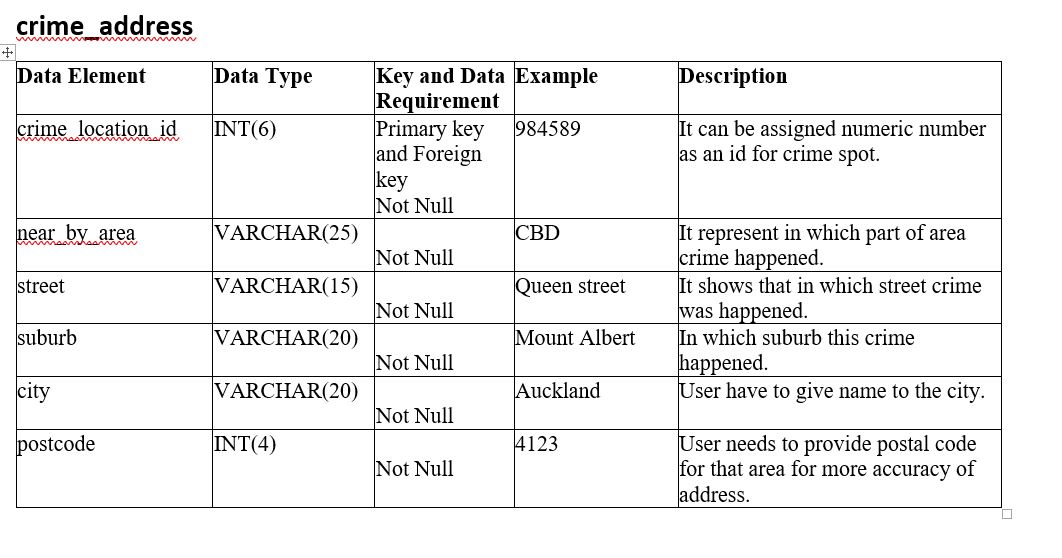 crime_address
Data Element Data Type Key and Data Requirement Example Description
crime_location_id INT(6) Primary key and Foreign key Not Null 984589 It can be assigned numeric number as an id for crime spot.
near_by_area VARCHAR(25) Not Null CBD It represent in which part of area crime happened.
street VARCHAR(15) Not Null Queen street It shows that in which street crime was happened.
suburb VARCHAR(20) Not Null Mount Albert In which suburb this crime happened.
city VARCHAR(20) Not Null Auckland User have to give name to the city.
postcode INT(4) Not Null 4123 User needs to provide postal code for that area for more accuracy of address.